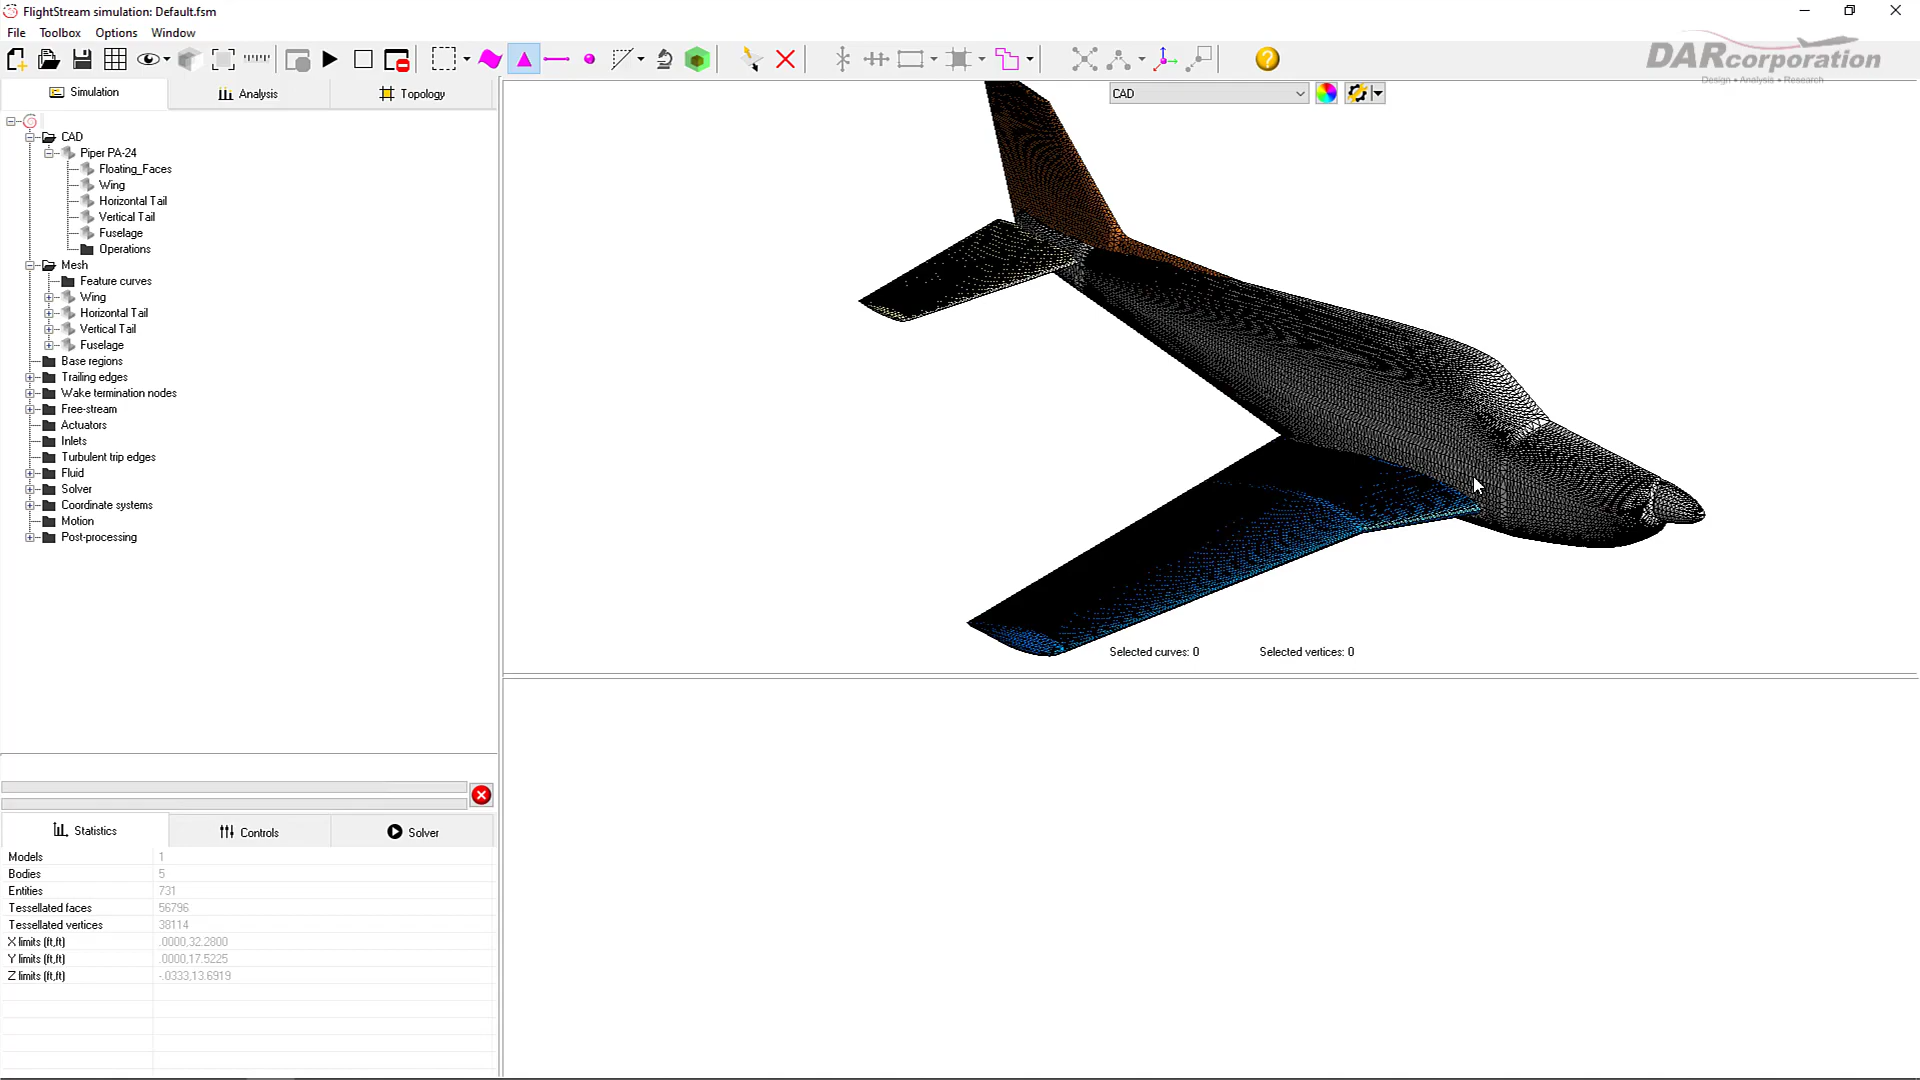 FlightStream simulation: Default.fsm
File Toolbox Options Window
DARcorporation
Design • Analysis • Research
Simulation Analysis Topology
CAD
CAD
Piper PA-24
Floating_Faces
Wing
Horizontal Tail
Vertical Tail
Fuselage
Operations
Mesh
Feature curves
Wing
Horizontal Tail
Vertical Tail
Fuselage
Base regions
Trailing edges
Wake termination nodes
Free-stream
Actuators
Inlets
Turbulent trip edges
Fluid
Solver
Coordinate systems
Motion
Post-processing
Selected curves: 0 Selected vertices: 0
Statistics Controls Solver
Models 1
Bodies 5
Entities 731
Tessellated faces 56796
Tessellated vertices 38114
X limits (ft,ft) .0000,32.2800
Y limits (ft,ft) .0000,17.5225
Z limits (ft,ft) -.0333,13.6919